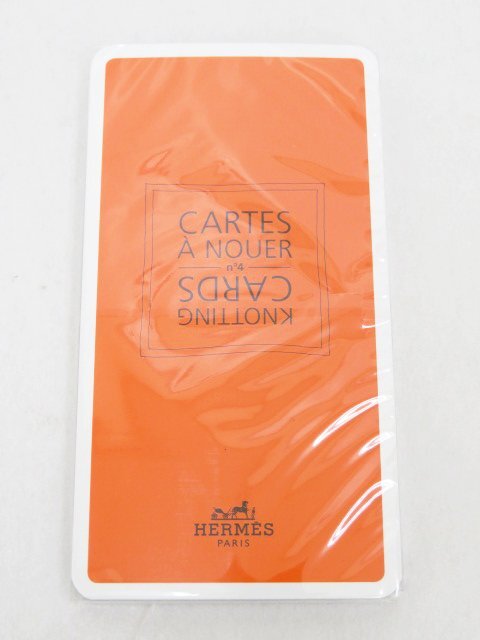 CARTES
À NOUER
n°4
KNOTTING
CARDS
HERMÈS
PARIS